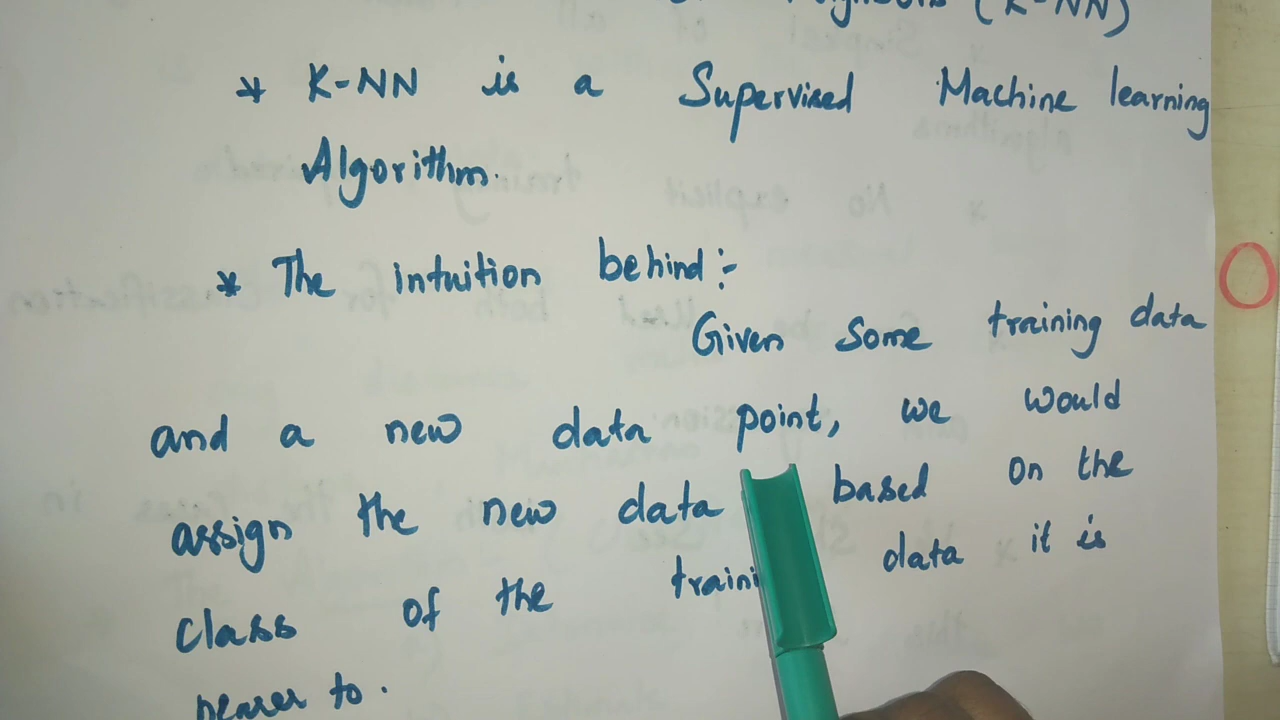 (K-NN)
* K-NN is a Supervised Machine learning
Algorithm.
* The intuition behind :-
Given some training data
and a new data point, we would
assign the new data based on the
class of the data it is
nearer to.